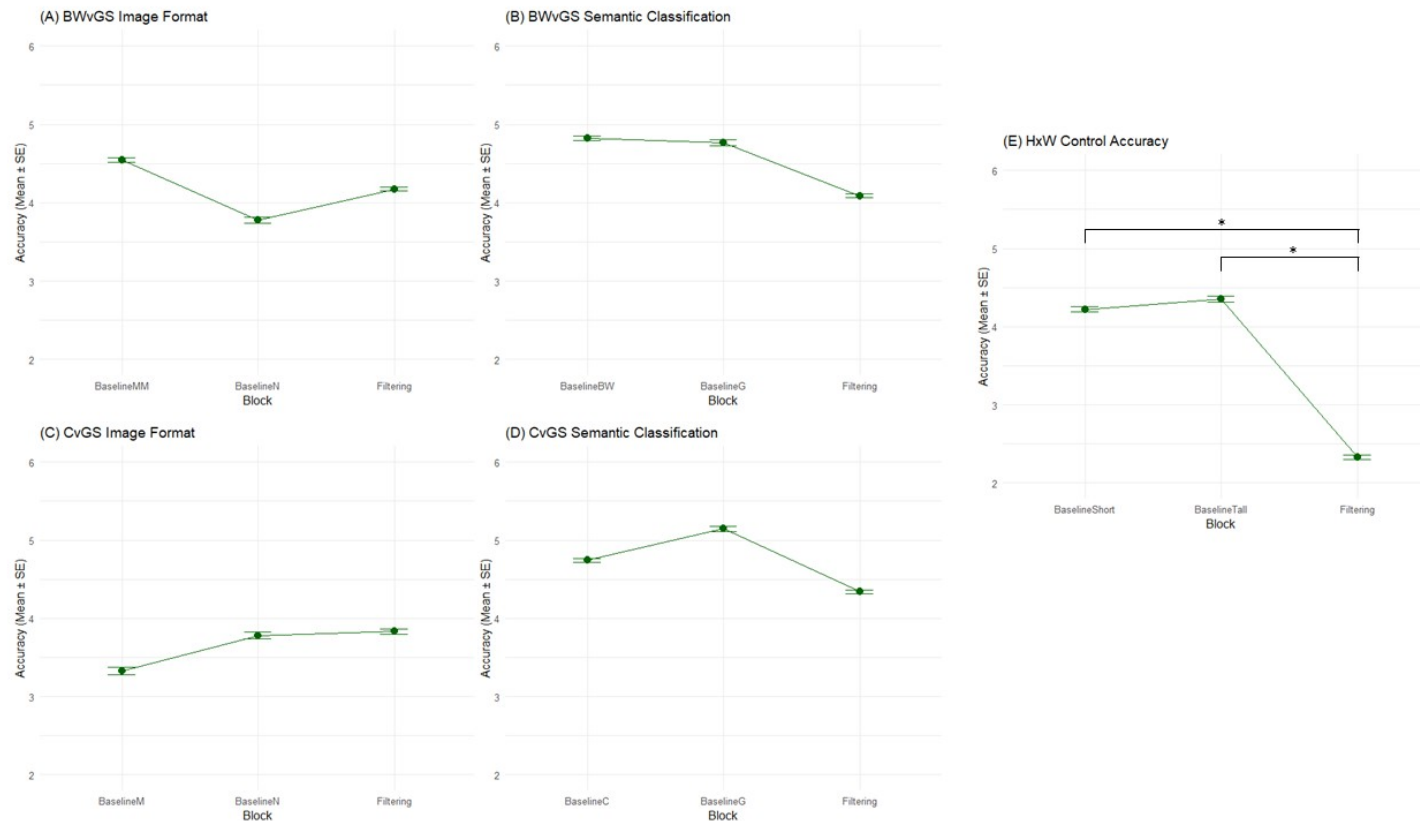 (A) BWvGS Image Format
6
5
4
3
2
Accuracy (Mean ± SE)
BaselineMM BaselineN Filtering
Block
(B) BWvGS Semantic Classification
6
5
4
3
2
Accuracy (Mean ± SE)
BaselineBW BaselineG Filtering
Block
(C) CvGS Image Format
6
5
4
3
2
Accuracy (Mean ± SE)
BaselineM BaselineN Filtering
Block
(D) CvGS Semantic Classification
6
5
4
3
2
Accuracy (Mean ± SE)
BaselineC BaselineG Filtering
Block
(E) HxW Control Accuracy
6
5
4
3
2
Accuracy (Mean ± SE)
*
*
BaselineShort BaselineTall Filtering
Block